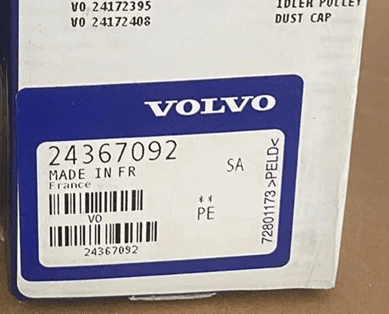 VO 24172395 IDLER PULLEY
VO 24172408 DUST CAP
VOLVO
24367092 SA
MADE IN FR
France
** 
VO PE
24367092
72801173 >PELD<